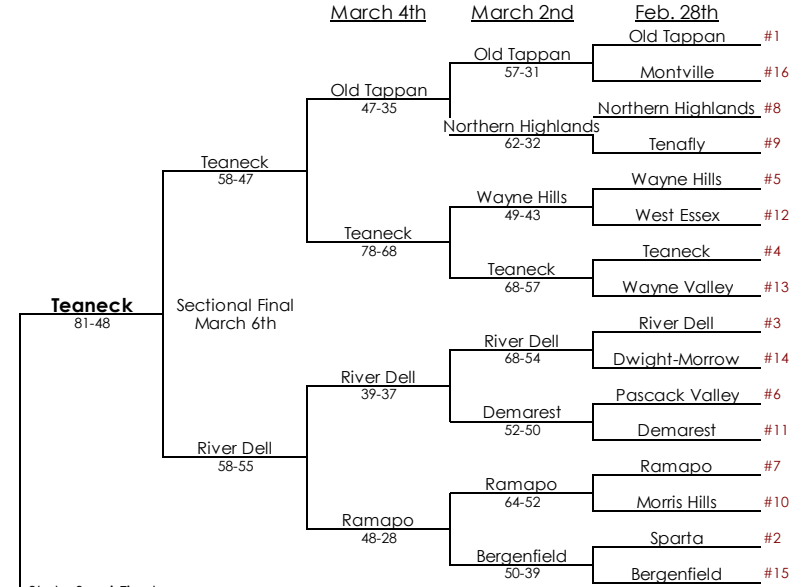 March 4th March 2nd Feb. 28th
Old Tappan #1
Old Tappan
57-31
Montville #16
Old Tappan
47-35
Northern Highlands #8
Northern Highlands
62-32
Tenafly #9
Teaneck
58-47
Wayne Hills #5
Wayne Hills
49-43
West Essex #12
Teaneck
78-68
Teaneck #4
Teaneck
68-57
Wayne Valley #13
Teaneck
81-48
Sectional Final
March 6th
River Dell #3
River Dell
68-54
Dwight-Morrow #14
River Dell
39-37
Pascack Valley #6
Demarest
52-50
Demarest #11
River Dell
58-55
Ramapo #7
Ramapo
64-52
Morris Hills #10
Ramapo
48-28
Sparta #2
Bergenfield
50-39
Bergenfield #15